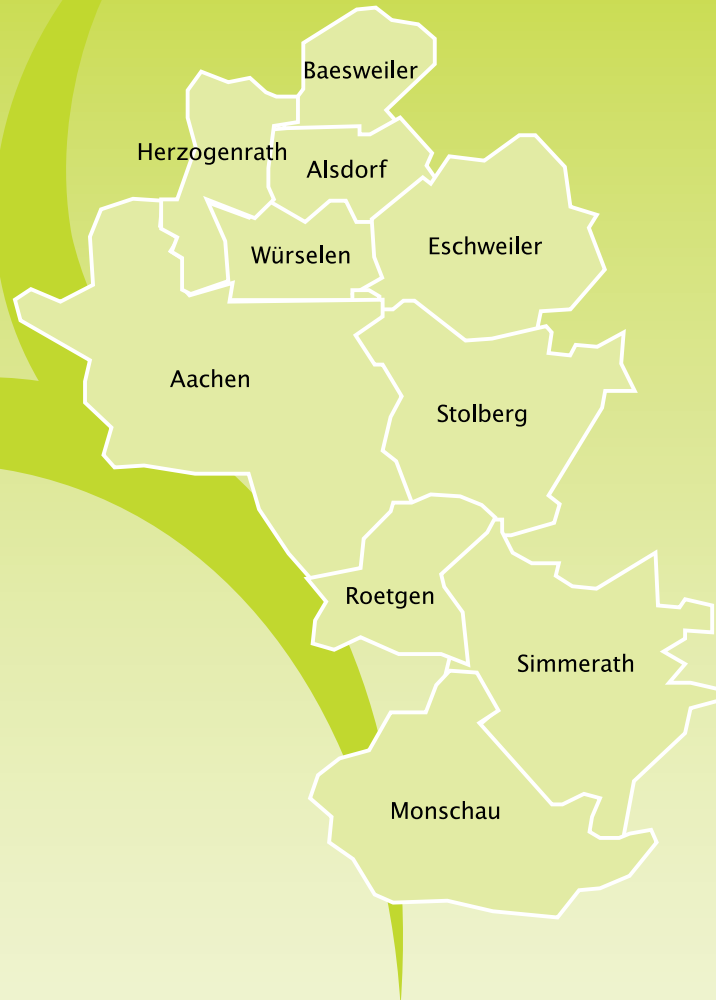 Baesweiler
Herzogenrath
Alsdorf
Würselen
Eschweiler
Aachen
Stolberg
Roetgen
Simmerath
Monschau